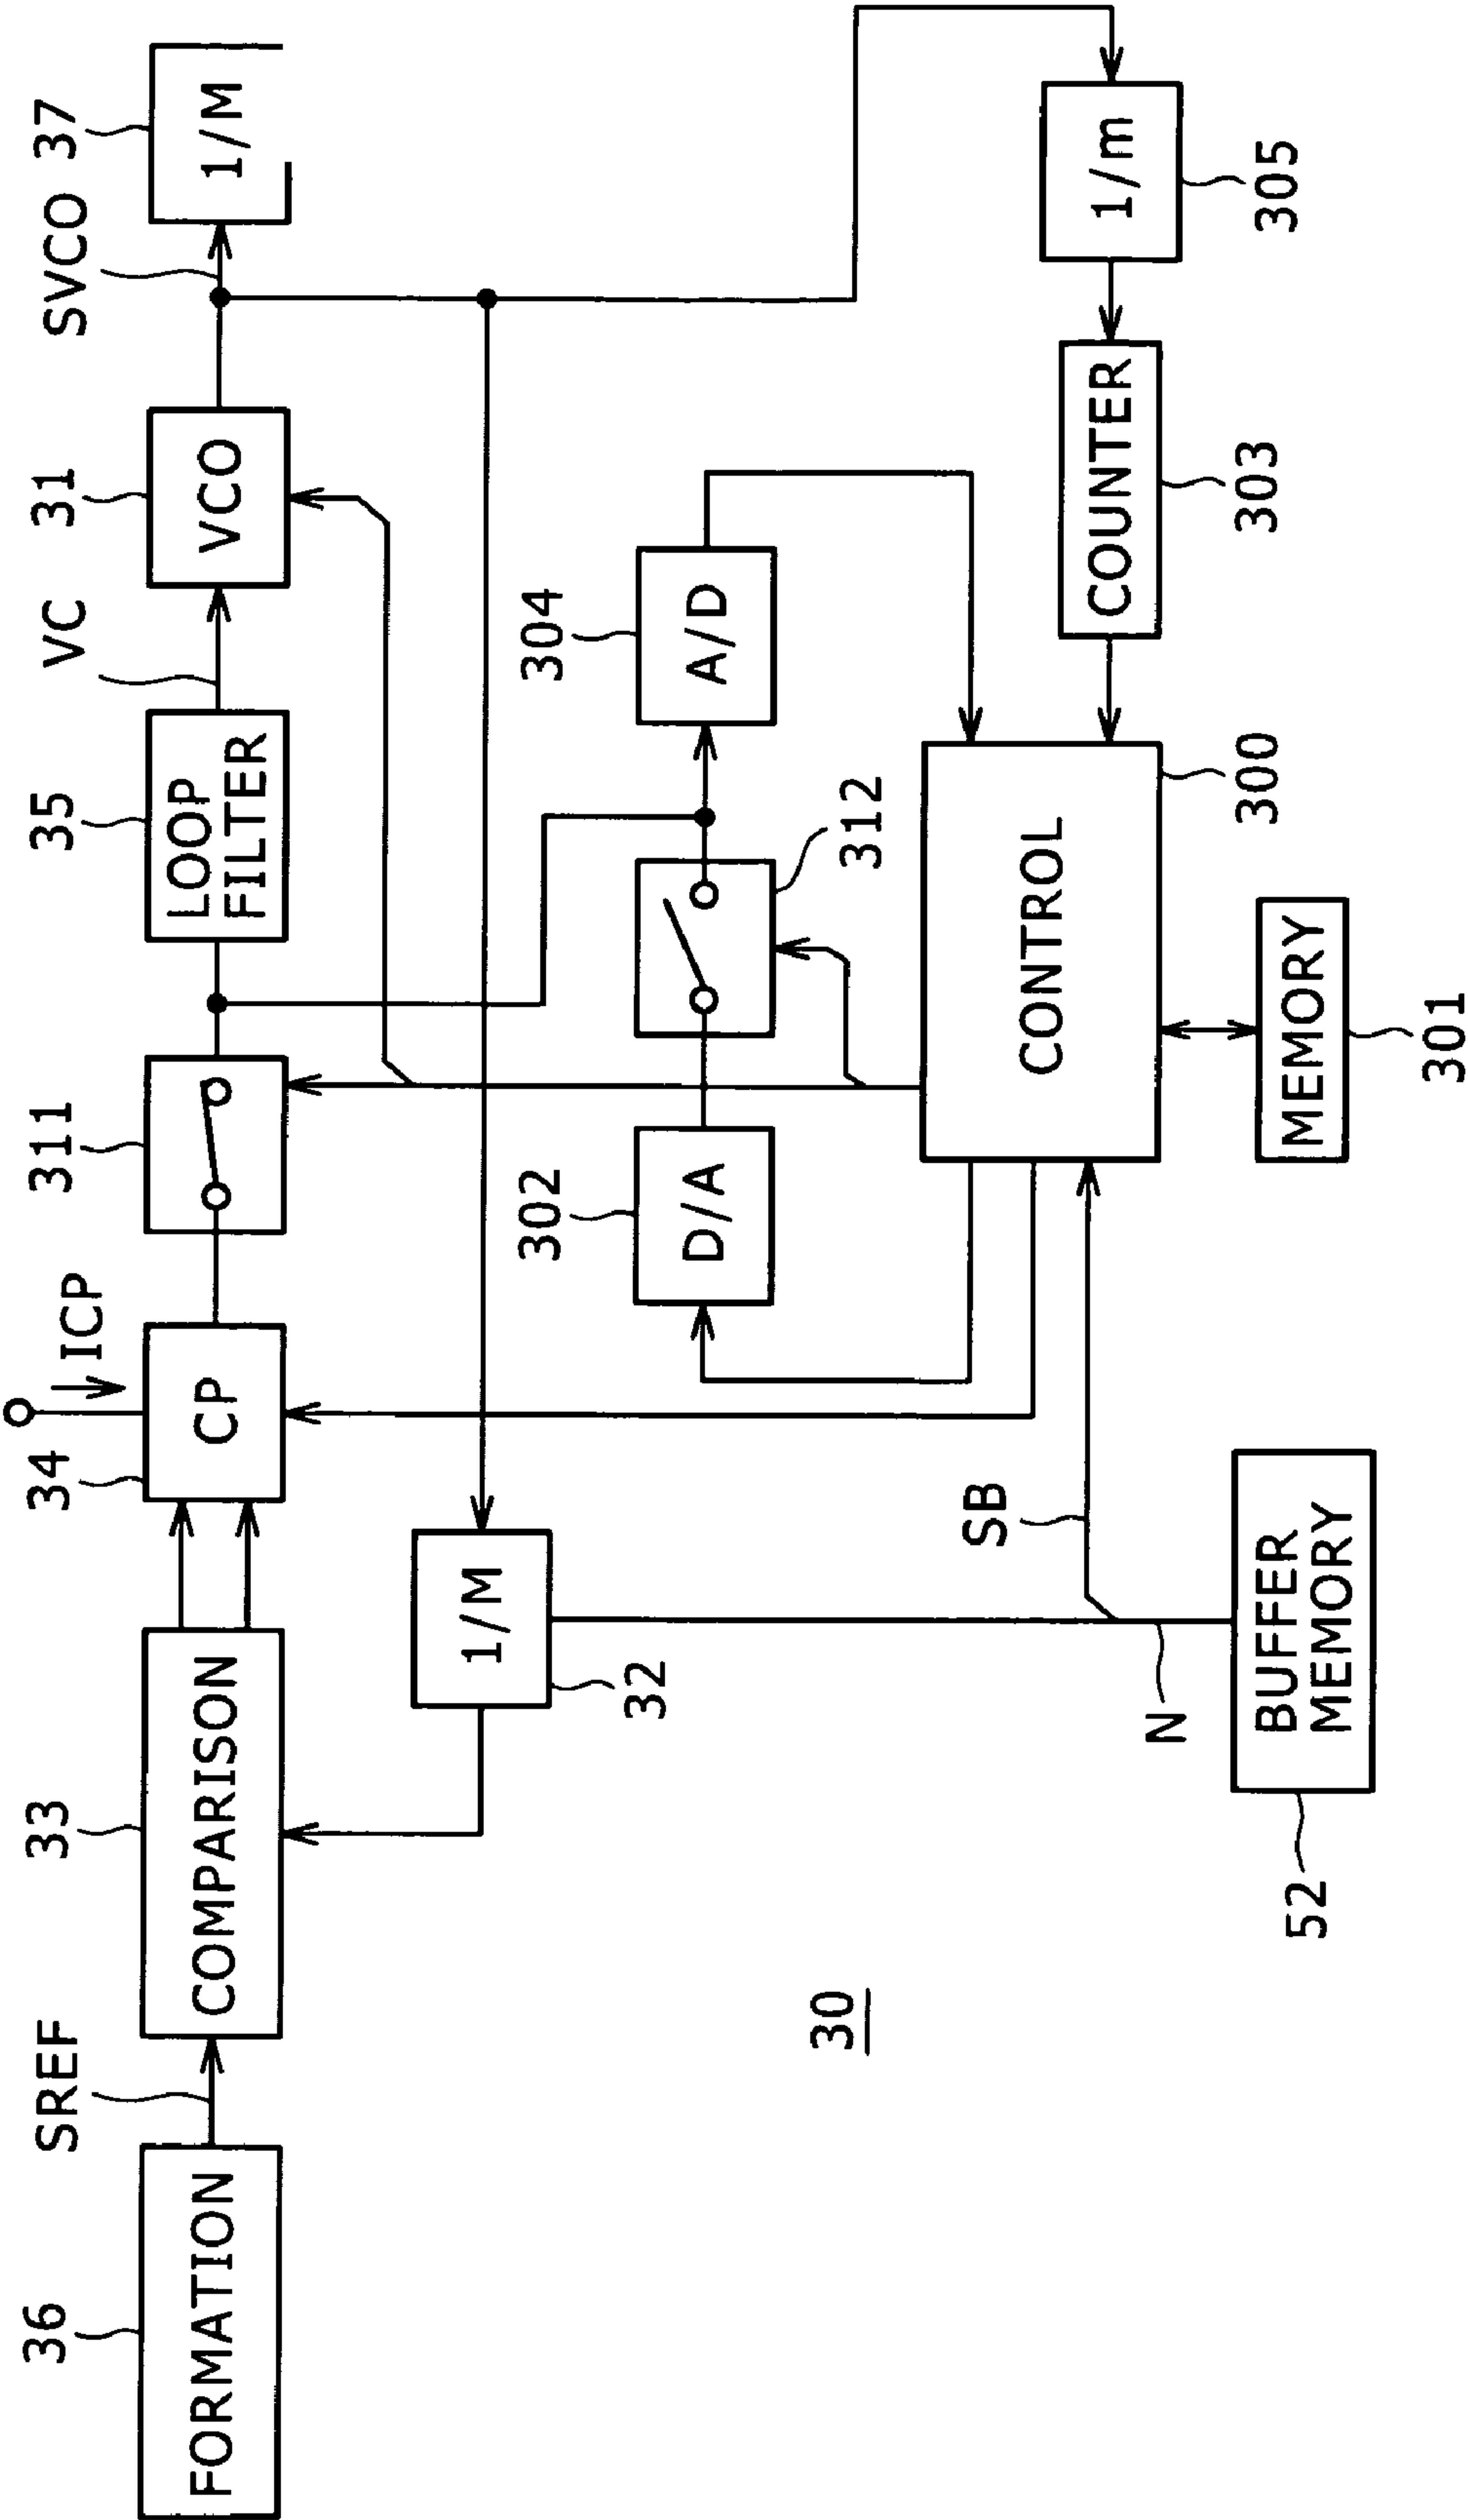 36
SREF
33
34
ICP
311
35
VC
31
SVCO
37
FORMATION
COMPARISON
CP
LOOP
FILTER
VCO
1/M
1/M
32
302
D/A
304
A/D
312
30
SB
N
CONTROL
300
COUNTER
303
1/m
305
BUFFER
MEMORY
52
MEMORY
301